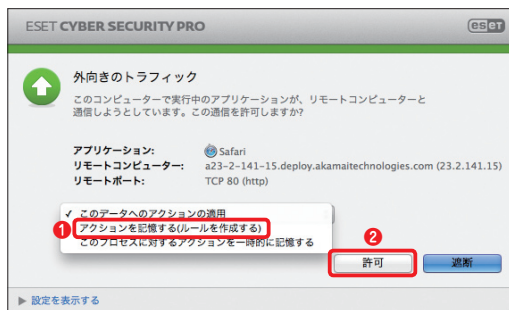 ESET CYBER SECURITY PRO
eseT
外向きのトラフィック
このコンピューターで実行中のアプリケーションが、リモートコンピューターと
通信しようとしています。この通信を許可しますか?
アプリケーション: Safari
リモートコンピューター: a23-2-141-15.deploy.akamaitechnologies.com (23.2.141.15)
リモートポート: TCP 80 (http)
✓ このデータへのアクションの適用
1 アクションを記憶する(ルールを作成する)
このプロセスに対するアクションを一時的に記憶する
2
許可 遮断
▶ 設定を表示する